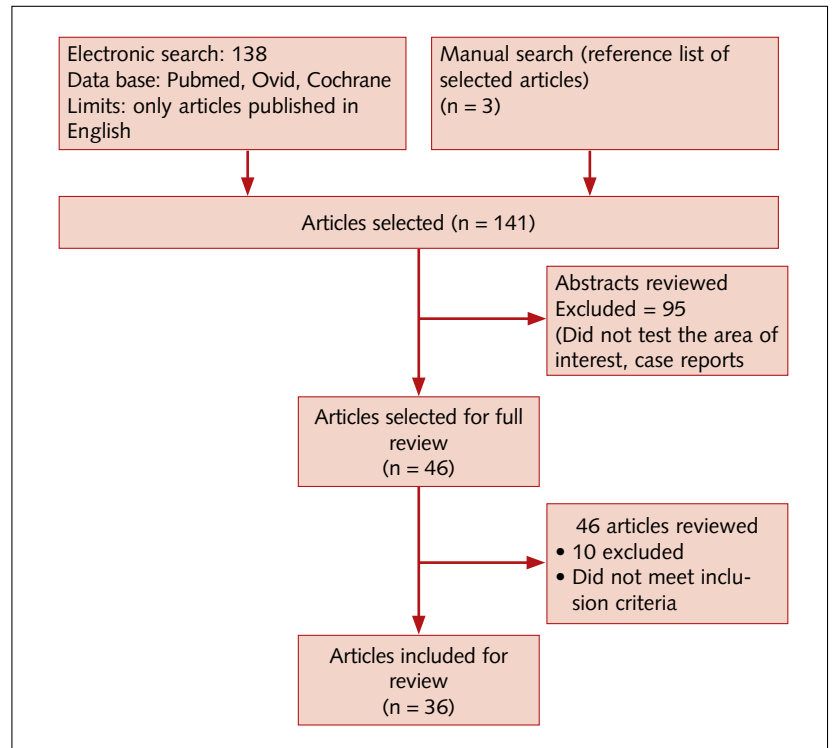 Electronic search: 138
Data base: Pubmed, Ovid, Cochrane
Limits: only articles published in
English
Manual search (reference list of
selected articles)
(n = 3)
Articles selected (n = 141)
Abstracts reviewed
Excluded = 95
(Did not test the area of
interest, case reports
Articles selected for full
review
(n = 46)
46 articles reviewed
• 10 excluded
• Did not meet inclu-
sion criteria
Articles included for
review
(n = 36)